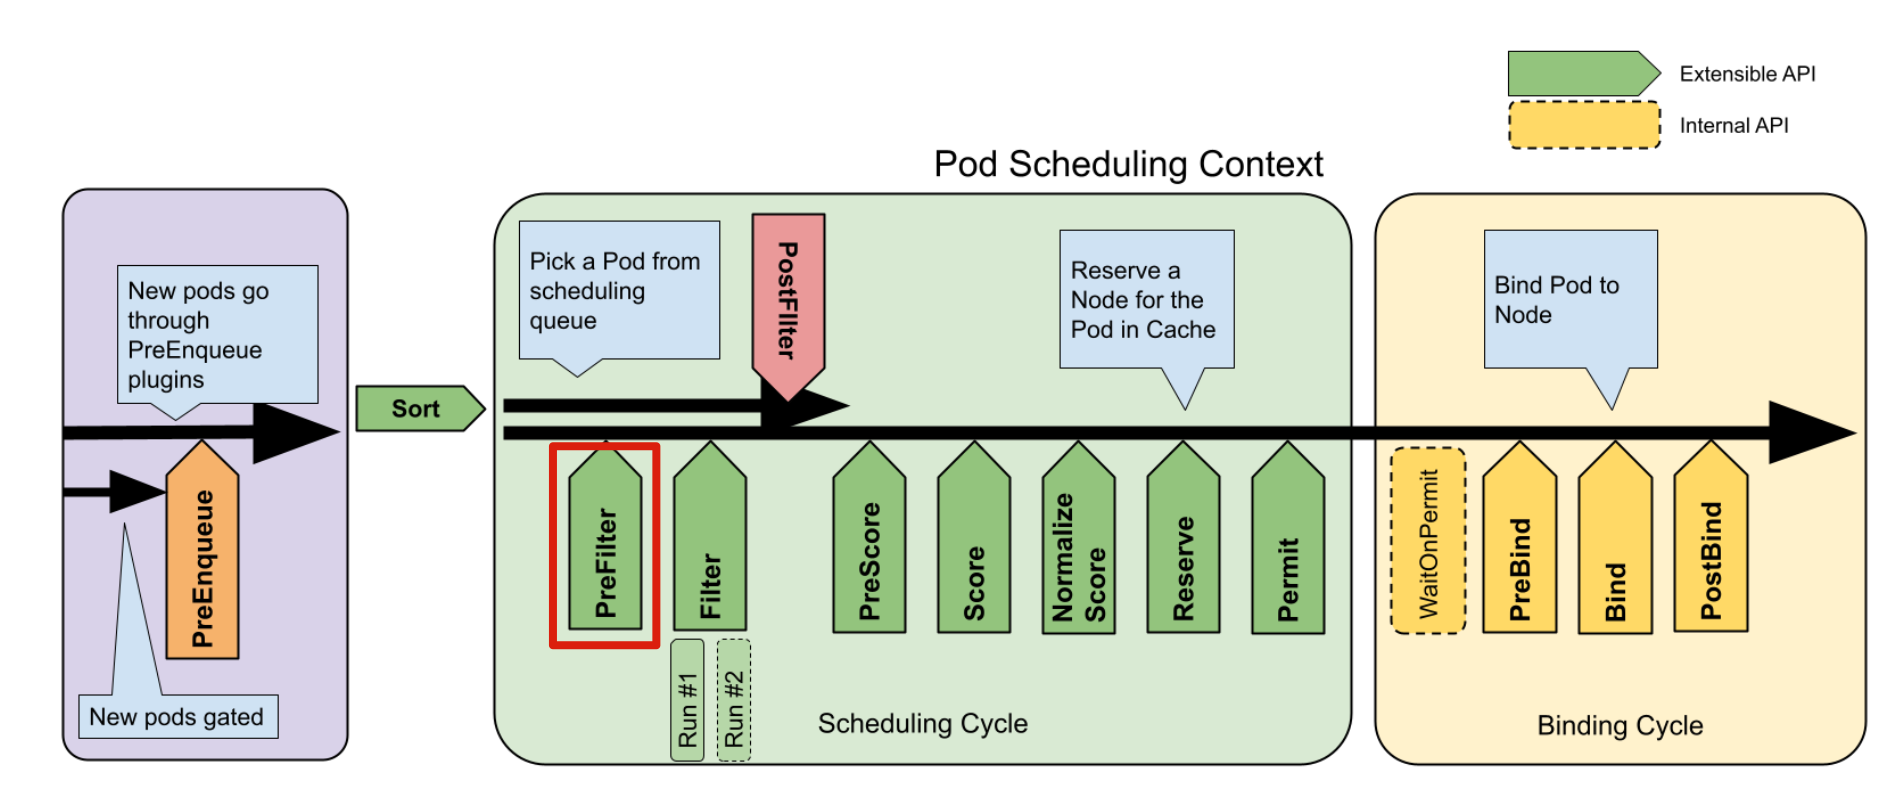 Extensible API
Internal API
Pod Scheduling Context
New pods go
through
PreEnqueue
plugins
PreEnqueue
New pods gated
Sort
Pick a Pod from
scheduling
queue
PostFIlter
Reserve a
Node for the
Pod in Cache
PreFilter
Filter
Run #1
Run #2
PreScore
Score
Normalize
Score
Reserve
Permit
Scheduling Cycle
Bind Pod to
Node
WaitOnPermit
PreBind
Bind
PostBind
Binding Cycle